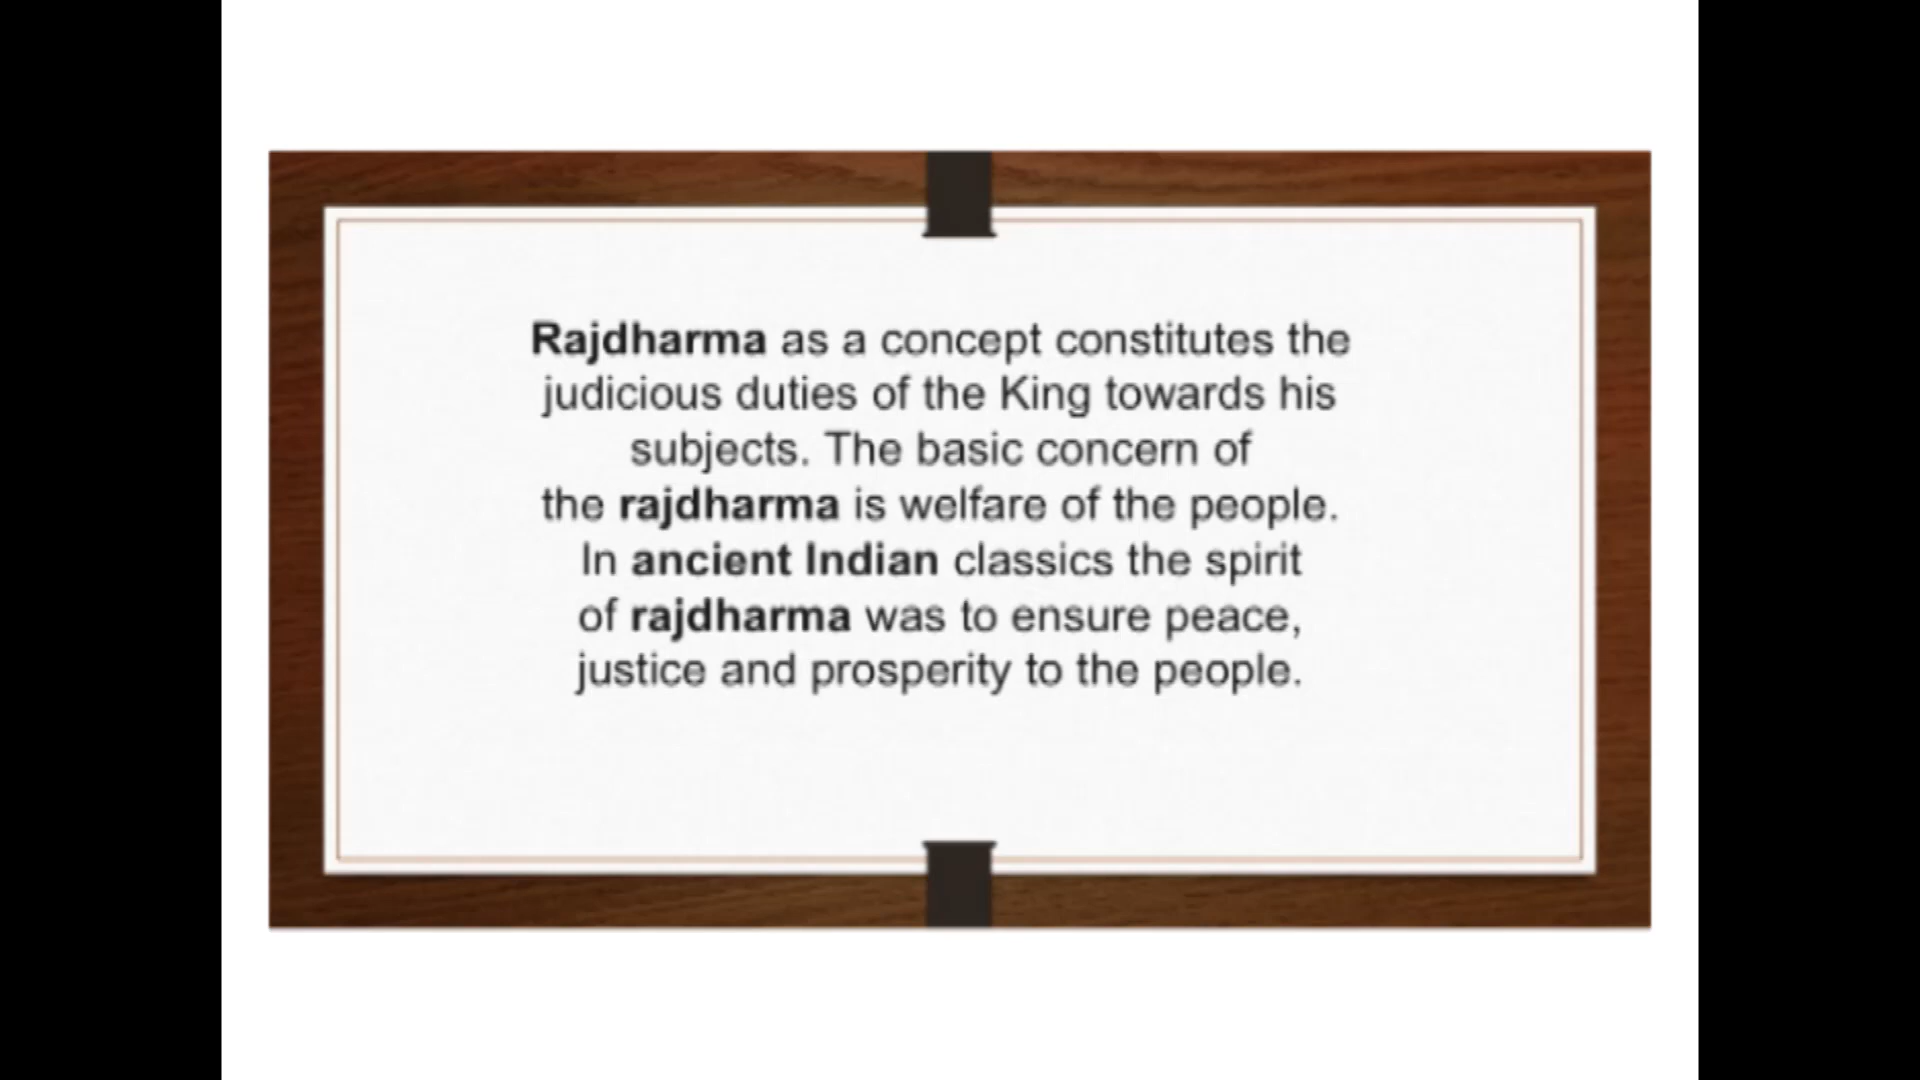 Rajdharma as a concept constitutes the
judicious duties of the King towards his
subjects. The basic concern of
the rajdharma is welfare of the people.
In ancient Indian classics the spirit
of rajdharma was to ensure peace,
justice and prosperity to the people.